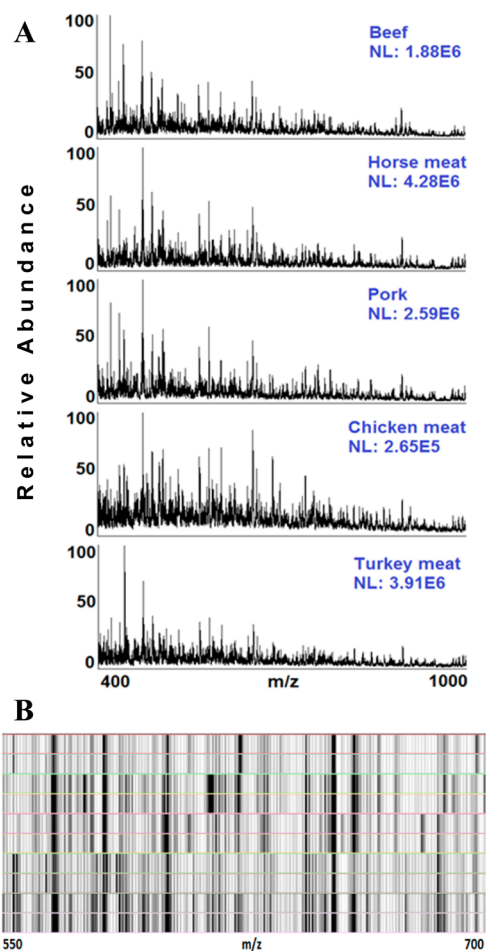 A
Relative Abundance
100
50
0
Beef
NL: 1.88E6
100
50
0
Horse meat
NL: 4.28E6
100
50
0
Pork
NL: 2.59E6
100
50
0
Chicken meat
NL: 2.65E5
100
50
0
Turkey meat
NL: 3.91E6
400 m/z 1000
B
550 m/z 700